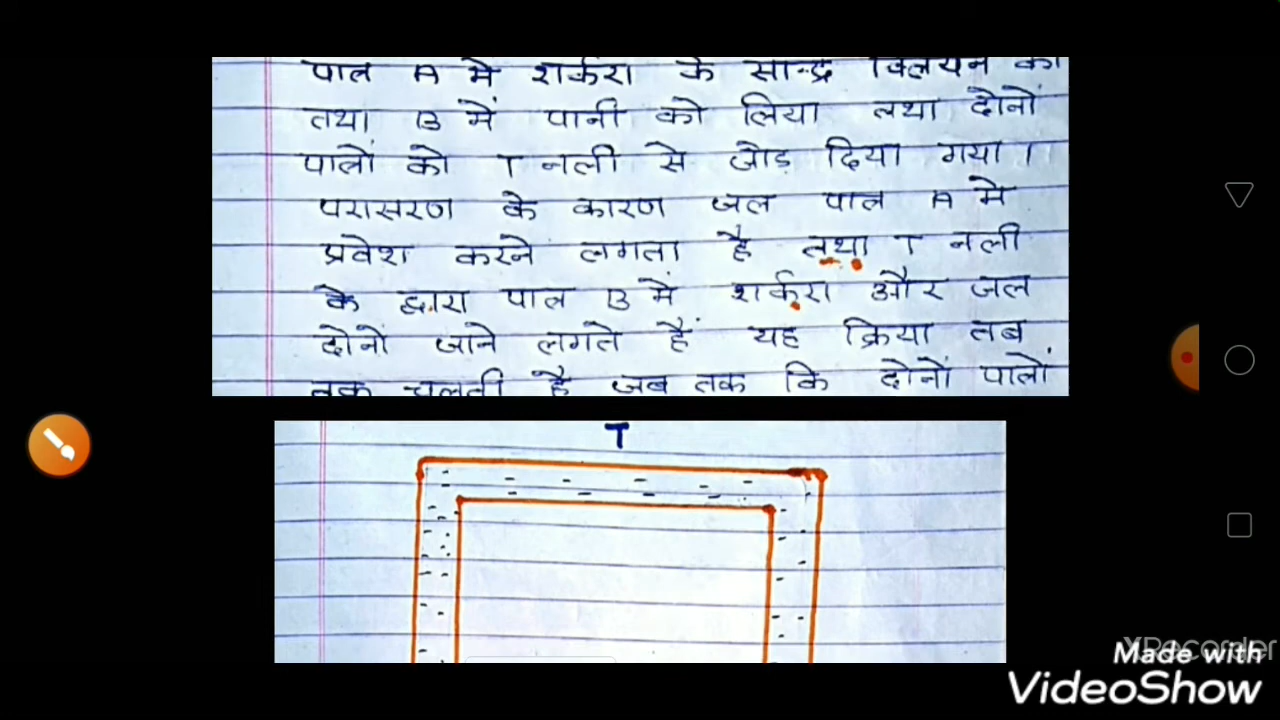 पात्र A मे शर्करा के सान्द्र विलयन को
तथा B में पानी को लिया तथा दोनों
पात्रों को T नली से जोड़ दिया गया ।
परासरण के कारण जल पात्र A मे
प्रवेश करने लगता है तथा T नली
के द्वारा पात्र B में शर्करा और जल
दोनों जाने लगते हैं यह क्रिया तब
तक चलती है जब तक कि दोनों पात्रों
T
XRecorder
Made with
VideoShow